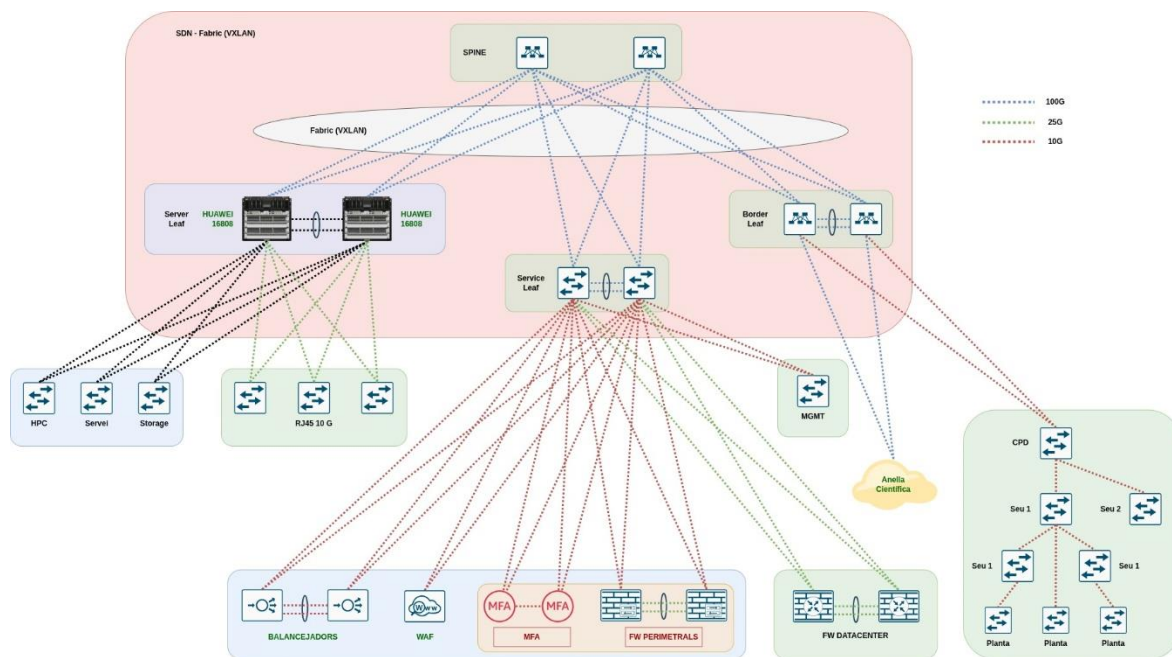 SDN - Fabric (VXLAN)
SPINE
100G
25G
10G
Fabric (VXLAN)
Server
Leaf
HUAWEI
16808
HUAWEI
16808
Border
Leaf
Service
Leaf
HPC
Servei
Storage
RJ45 10 G
MGMT
CPD
Anella
Científica
Seu 1
Seu 2
Seu 1
Seu 1
Planta
Planta
Planta
WWW
MFA
MFA
BALANCEJADORS
WAF
MFA
FW PERIMETRALS
FW DATACENTER